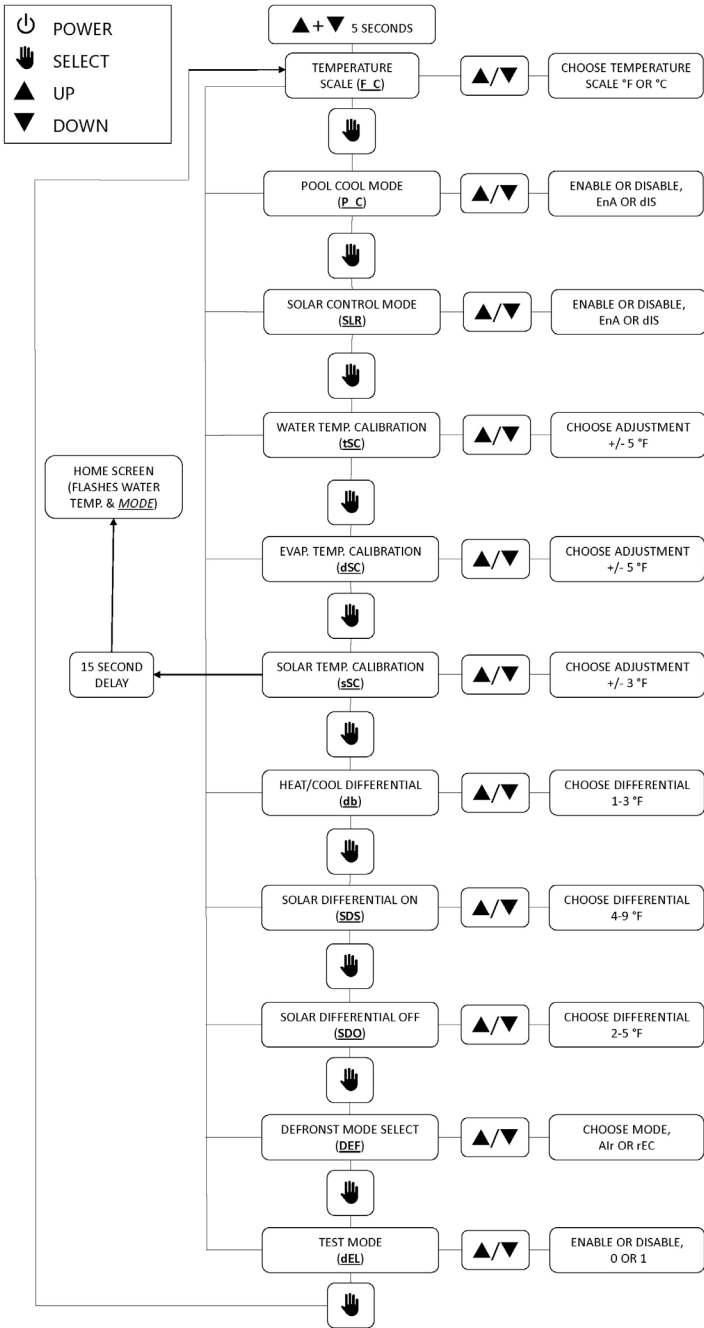 POWER
SELECT
UP
DOWN
▲ + ▼ 5 SECONDS
TEMPERATURE
SCALE (F_C)
▲/▼
CHOOSE TEMPERATURE
SCALE °F OR °C
POOL COOL MODE
(P_C)
▲/▼
ENABLE OR DISABLE,
EnA OR dIS
SOLAR CONTROL MODE
(SLR)
▲/▼
ENABLE OR DISABLE,
EnA OR dIS
WATER TEMP. CALIBRATION
(tSC)
▲/▼
CHOOSE ADJUSTMENT
+/- 5 °F
HOME SCREEN
(FLASHES WATER
TEMP. & MODE)
EVAP. TEMP. CALIBRATION
(dSC)
▲/▼
CHOOSE ADJUSTMENT
+/- 5 °F
15 SECOND
DELAY
SOLAR TEMP. CALIBRATION
(sSC)
▲/▼
CHOOSE ADJUSTMENT
+/- 3 °F
HEAT/COOL DIFFERENTIAL
(db)
▲/▼
CHOOSE DIFFERENTIAL
1-3 °F
SOLAR DIFFERENTIAL ON
(SDS)
▲/▼
CHOOSE DIFFERENTIAL
4-9 °F
SOLAR DIFFERENTIAL OFF
(SDO)
▲/▼
CHOOSE DIFFERENTIAL
2-5 °F
DEFRONST MODE SELECT
(DEF)
▲/▼
CHOOSE MODE,
AIr OR rEC
TEST MODE
(dEL)
▲/▼
ENABLE OR DISABLE,
0 OR 1